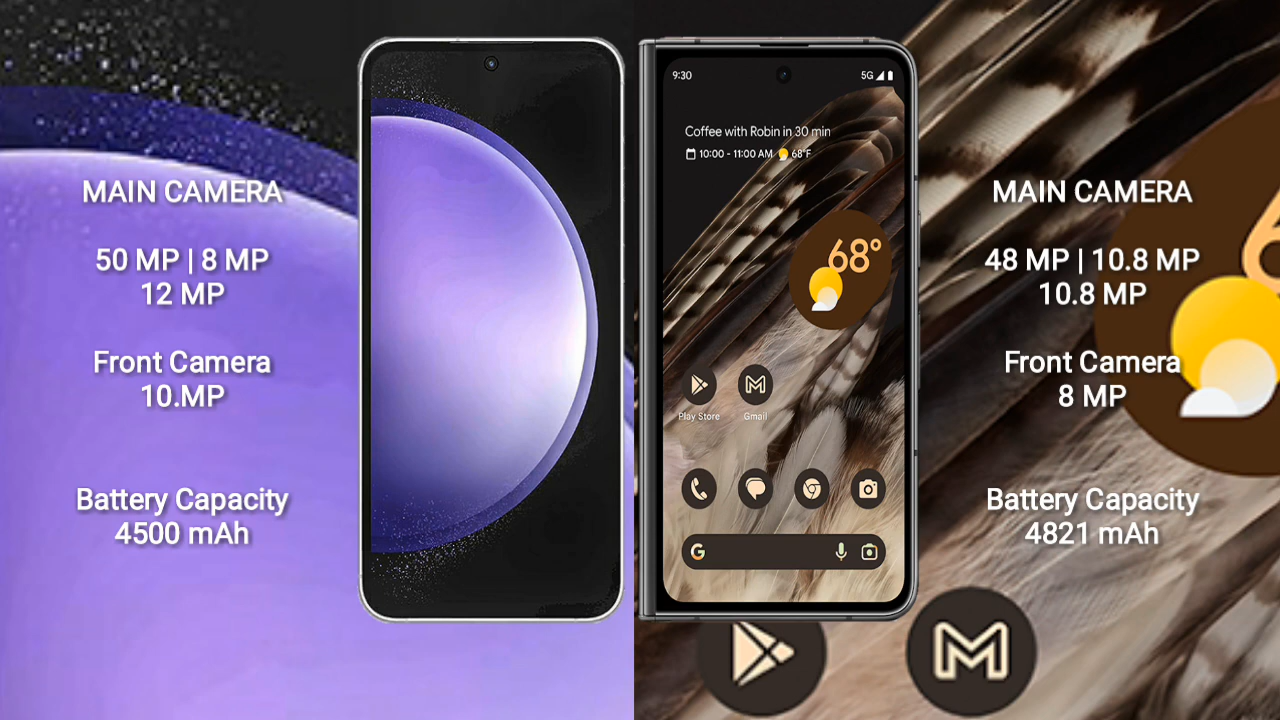 MAIN CAMERA
50 MP | 8 MP
12 MP
Front Camera
10.MP
Battery Capacity
4500 mAh
9:30
5G
Coffee with Robin in 30 min
10:00 - 11:00 AM 68°F
68°
Play Store
Gmail
MAIN CAMERA
48 MP | 10.8 MP
10.8 MP
Front Camera
8 MP
Battery Capacity
4821 mAh